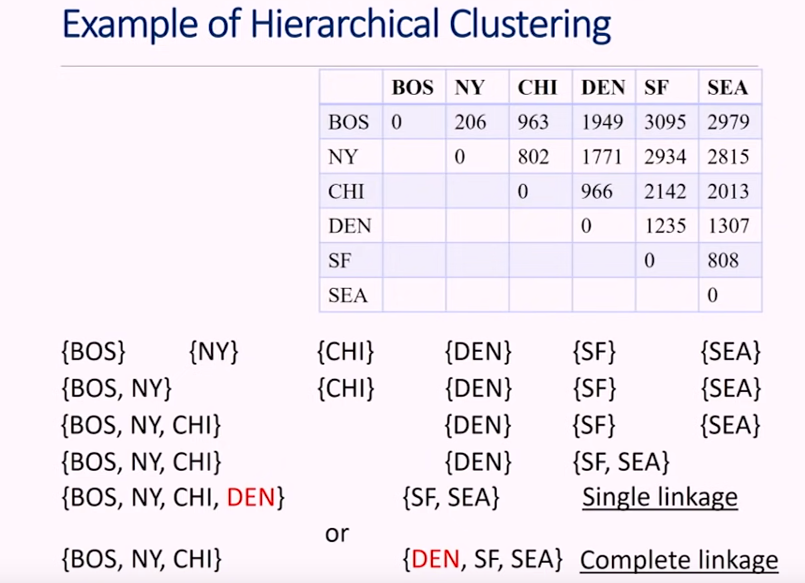 Example of Hierarchical Clustering
BOS NY CHI DEN SF SEA
BOS 0 206 963 1949 3095 2979
NY 0 802 1771 2934 2815
CHI 0 966 2142 2013
DEN 0 1235 1307
SF 0 808
SEA 0
{BOS} {NY} {CHI} {DEN} {SF} {SEA}
{BOS, NY} {CHI} {DEN} {SF} {SEA}
{BOS, NY, CHI} {DEN} {SF} {SEA}
{BOS, NY, CHI} {DEN} {SF, SEA}
{BOS, NY, CHI, DEN} {SF, SEA} Single linkage
or
{BOS, NY, CHI} {DEN, SF, SEA} Complete linkage